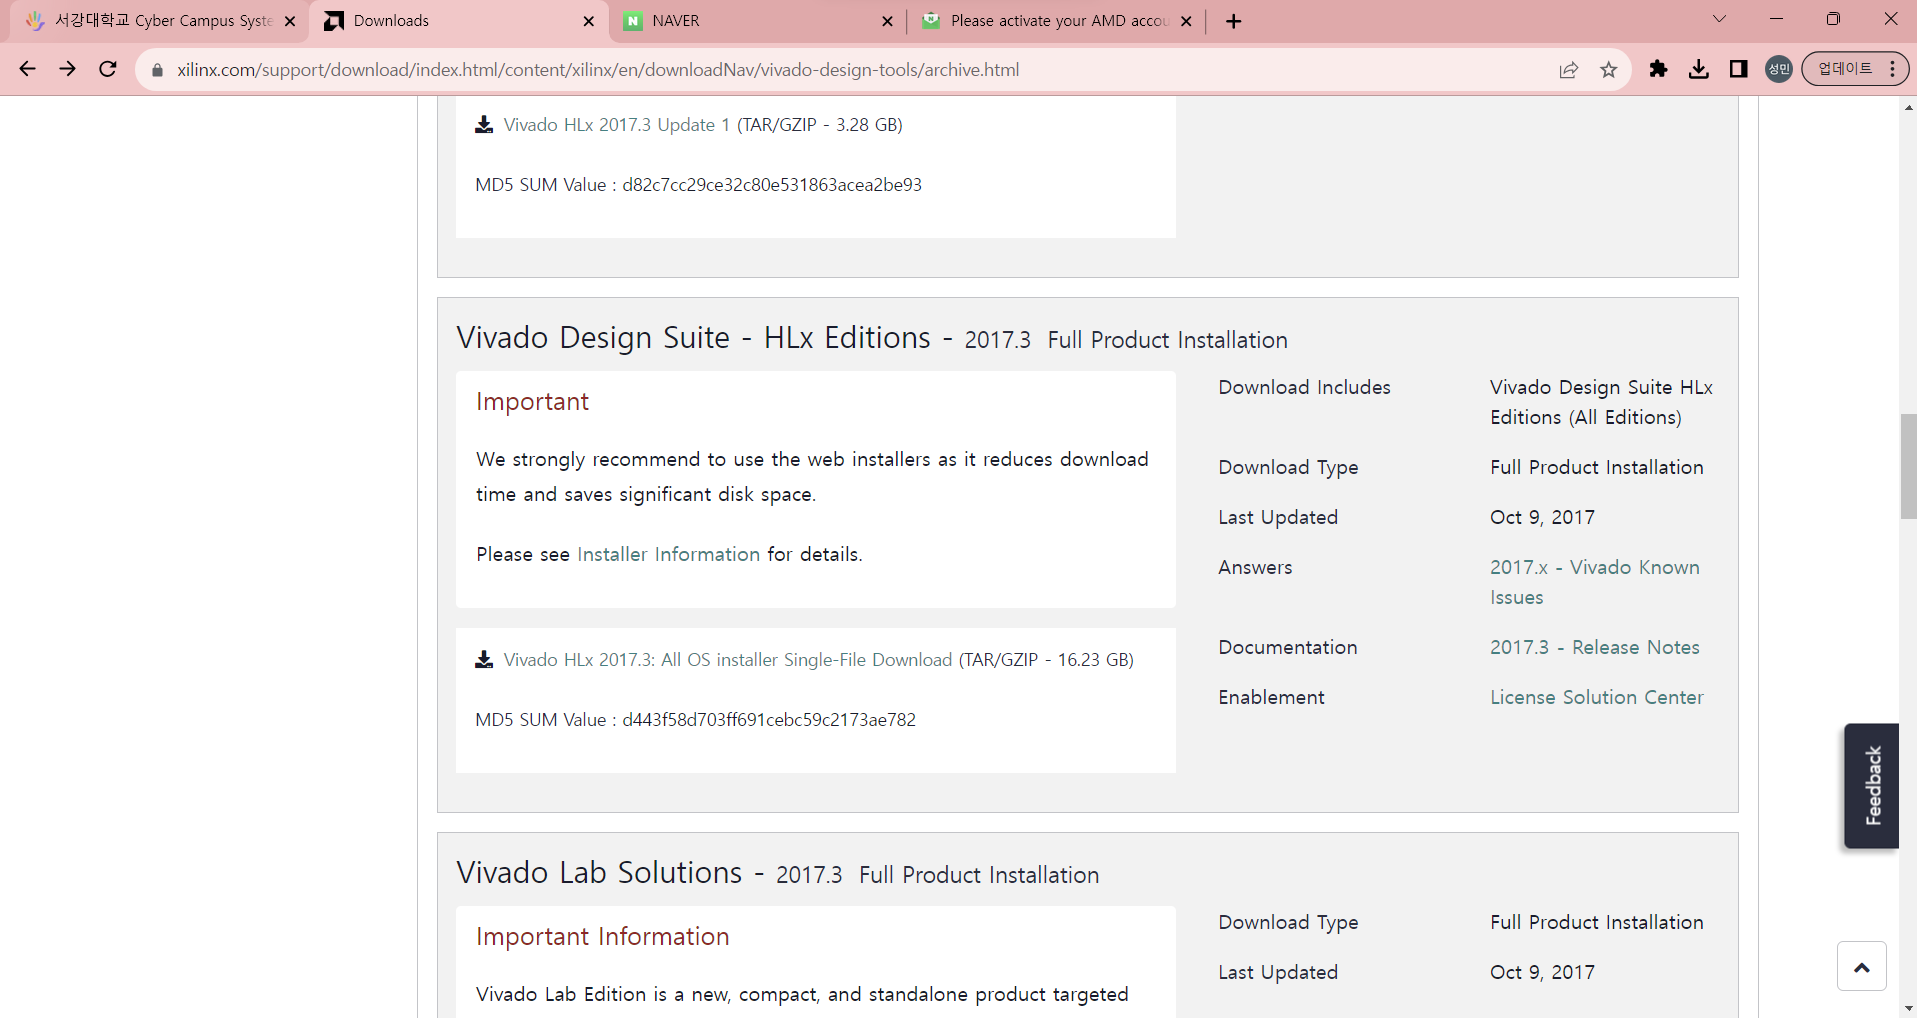 서강대학교 Cyber Campus Syste
Downloads
NAVER
Please activate your AMD accou
xilinx.com/support/download/index.html/content/xilinx/en/downloadNav/vivado-design-tools/archive.html
성민
업데이트
Vivado HLx 2017.3 Update 1 (TAR/GZIP - 3.28 GB)
MD5 SUM Value : d82c7cc29ce32c80e531863acea2be93
Vivado Design Suite - HLx Editions - 2017.3 Full Product Installation
Important
We strongly recommend to use the web installers as it reduces download
time and saves significant disk space.
Please see Installer Information for details.
Vivado HLx 2017.3: All OS installer Single-File Download (TAR/GZIP - 16.23 GB)
MD5 SUM Value : d443f58d703ff691cebc59c2173ae782
Download Includes
Vivado Design Suite HLx
Editions (All Editions)
Download Type
Full Product Installation
Last Updated
Oct 9, 2017
Answers
2017.x - Vivado Known
Issues
Documentation
2017.3 - Release Notes
Enablement
License Solution Center
Feedback
Vivado Lab Solutions - 2017.3 Full Product Installation
Important Information
Vivado Lab Edition is a new, compact, and standalone product targeted
Download Type
Full Product Installation
Last Updated
Oct 9, 2017